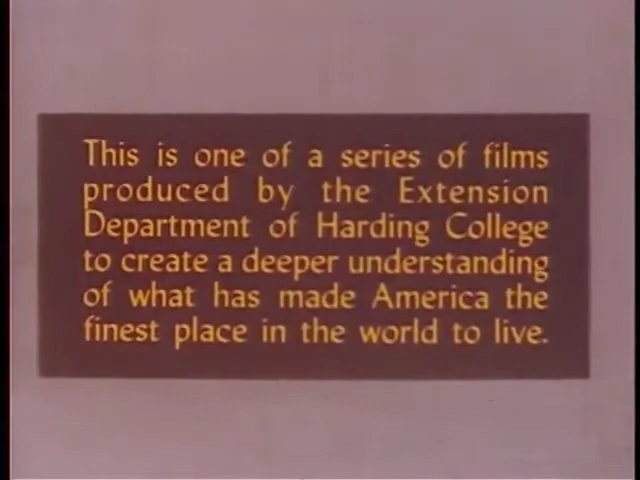 This is one of a series of films
produced by the Extension
Department of Harding College
to create a deeper understanding
of what has made America the
finest place in the world to live.